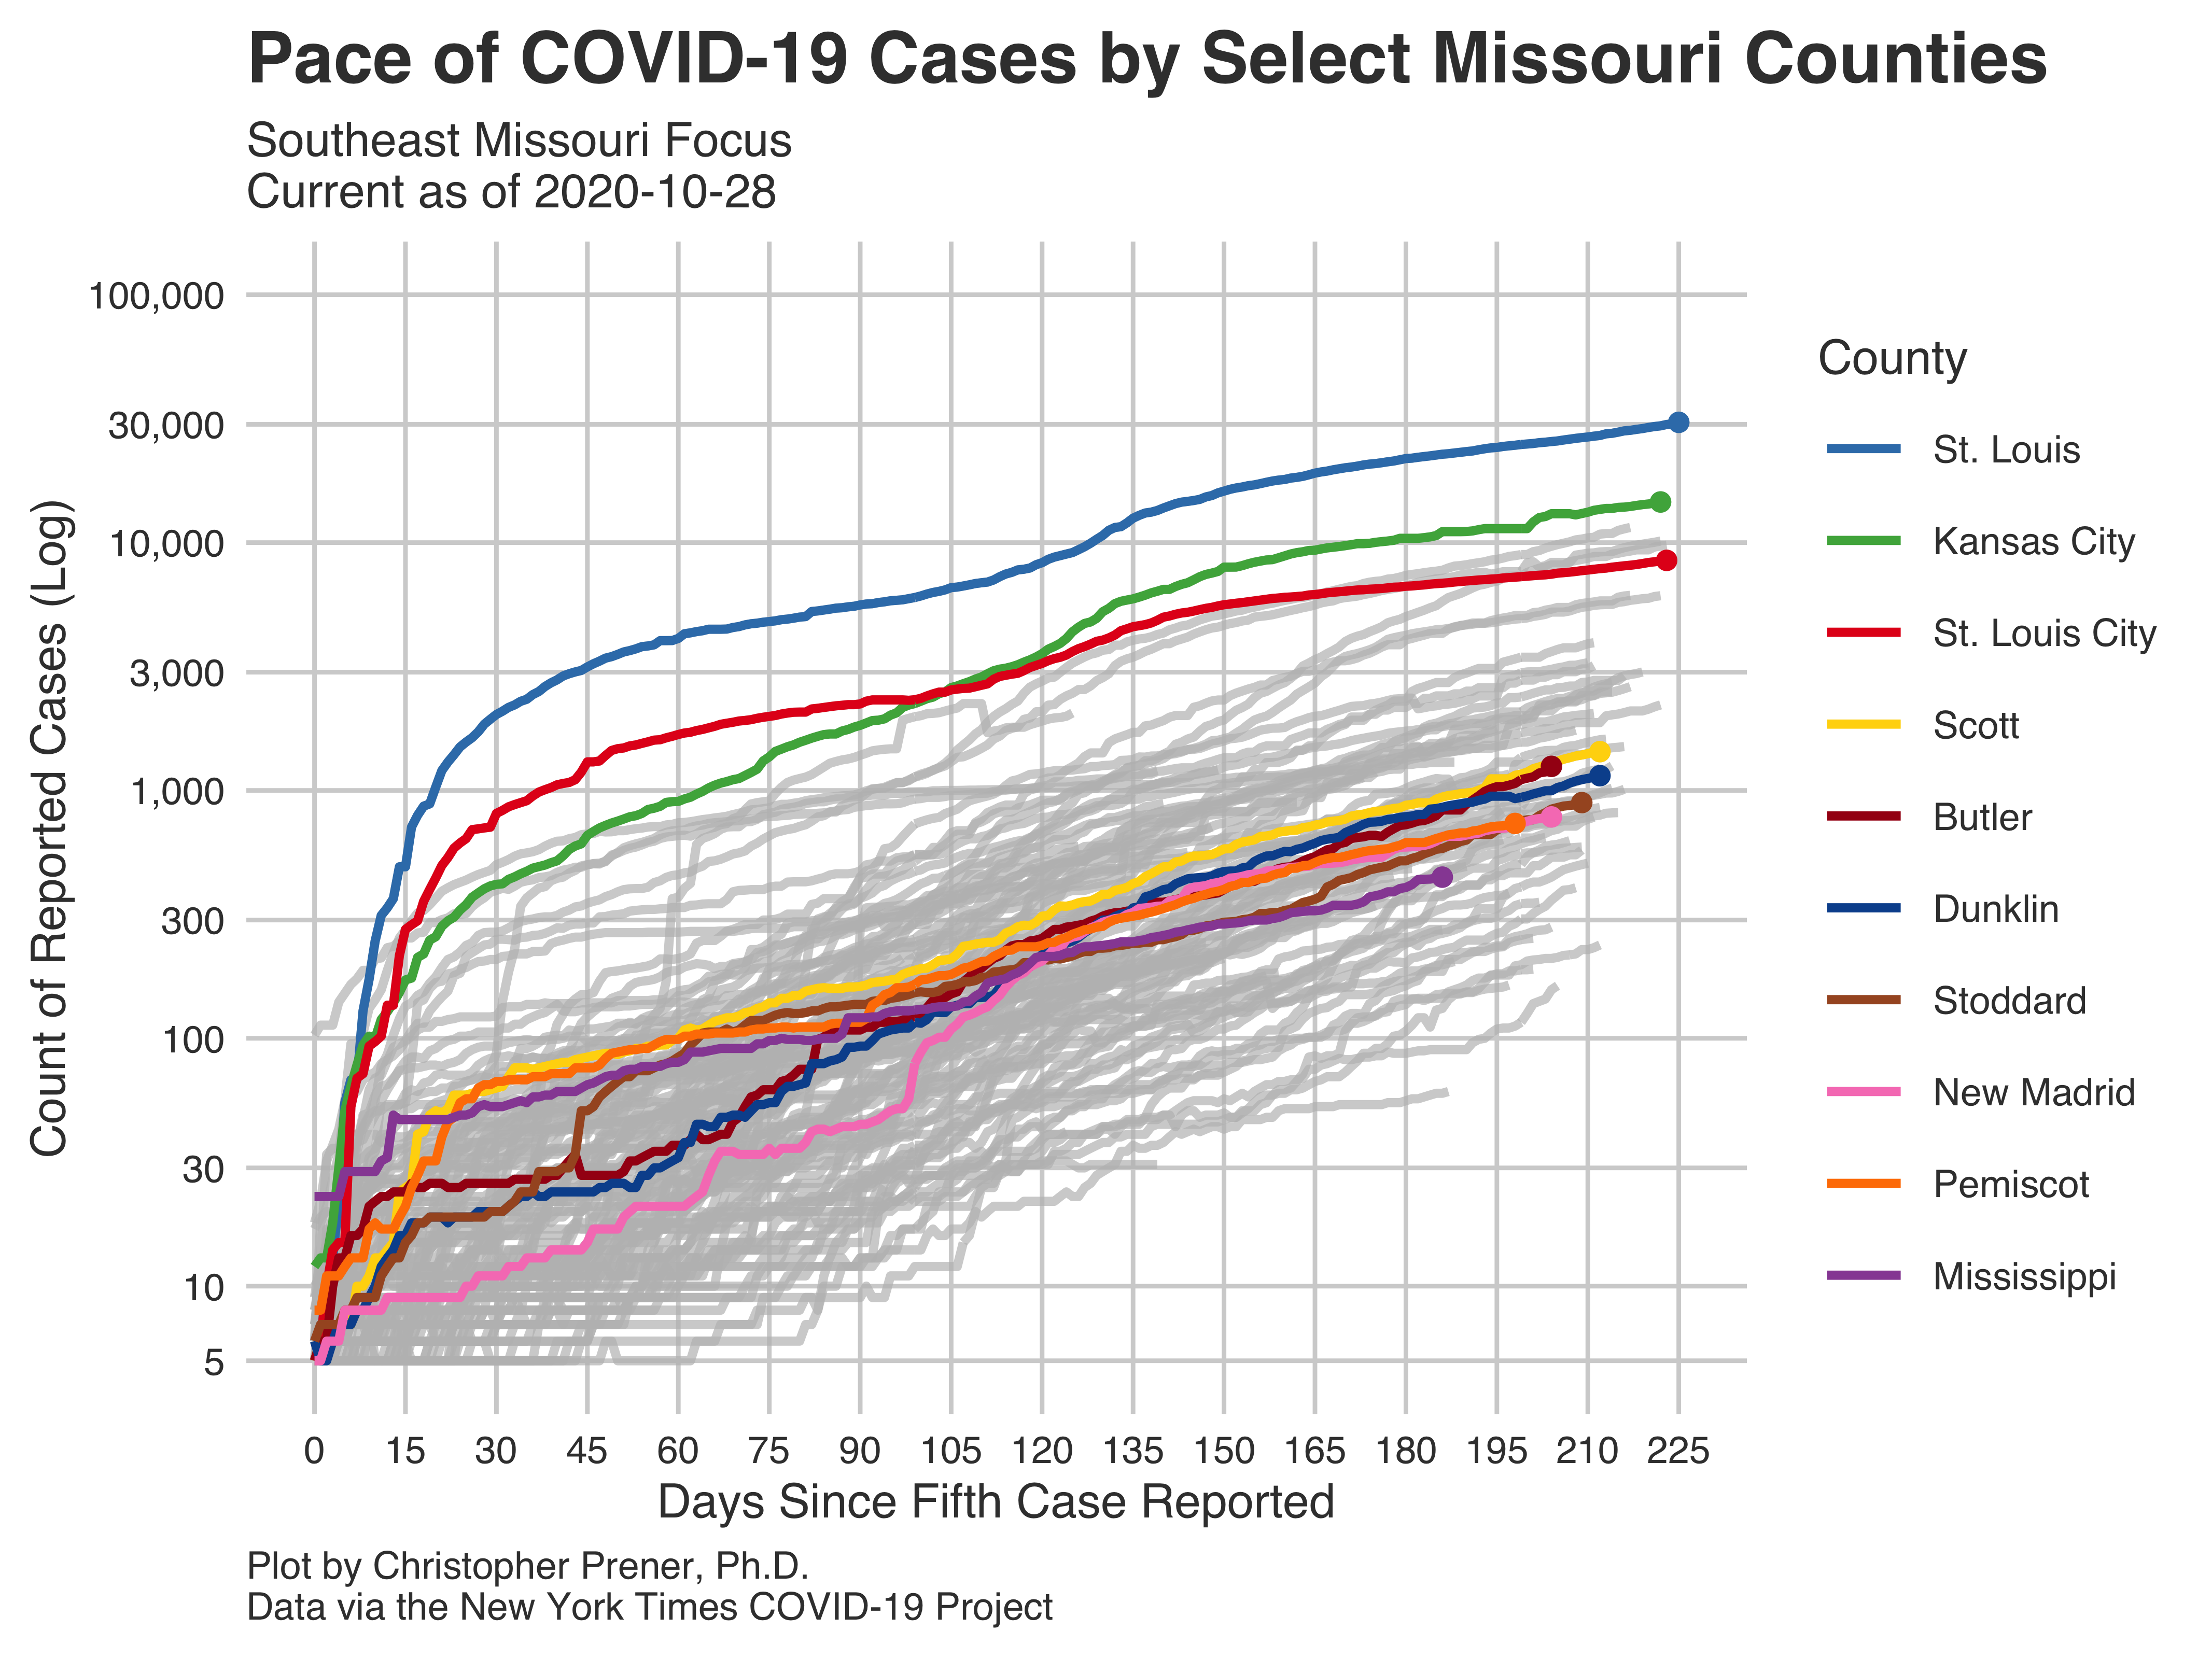 Pace of COVID-19 Cases by Select Missouri Counties
Southeast Missouri Focus
Current as of 2020-10-28
100,000
30,000
10,000
3,000
1,000
300
100
30
10
5
Count of Reported Cases (Log)
0 15 30 45 60 75 90 105 120 135 150 165 180 195 210 225
Days Since Fifth Case Reported
County
St. Louis
Kansas City
St. Louis City
Scott
Butler
Dunklin
Stoddard
New Madrid
Pemiscot
Mississippi
Plot by Christopher Prener, Ph.D.
Data via the New York Times COVID-19 Project